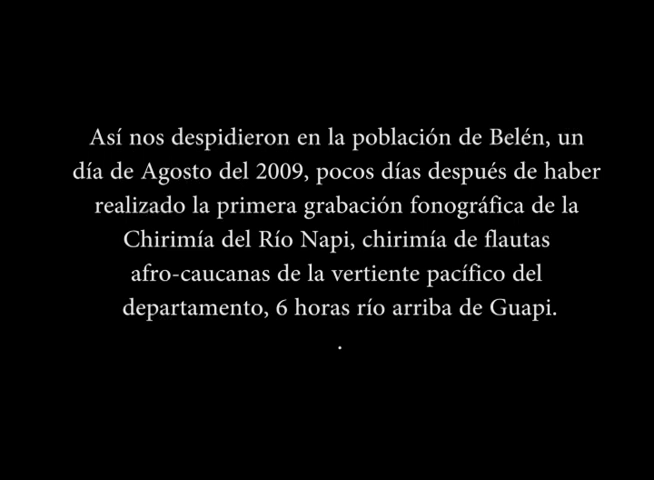 Así nos despidieron en la población de Belén, un
día de Agosto del 2009, pocos días después de haber
realizado la primera grabación fonográfica de la
Chirimía del Río Napi, chirimía de flautas
afro-caucanas de la vertiente pacífico del
departamento, 6 horas río arriba de Guapi.
.